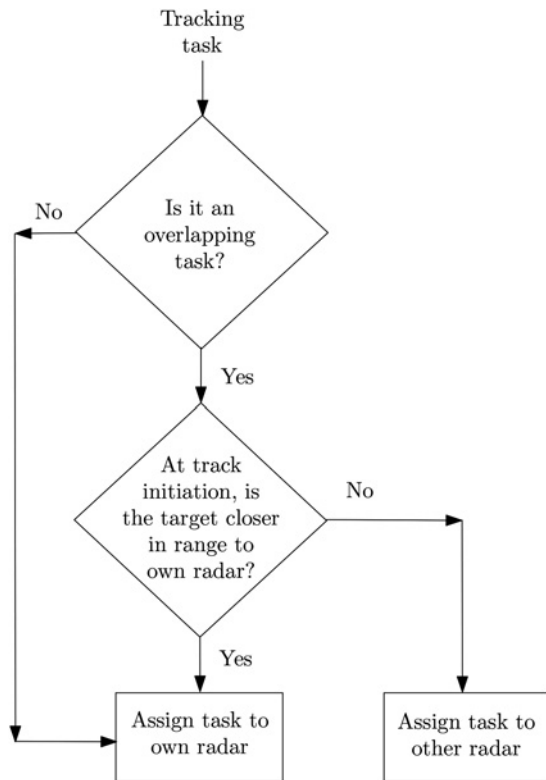 Tracking
task
No
Is it an
overlapping
task?
Yes
At track
initiation, is
the target closer
in range to
own radar?
No
Yes
Assign task to
own radar
Assign task to
other radar